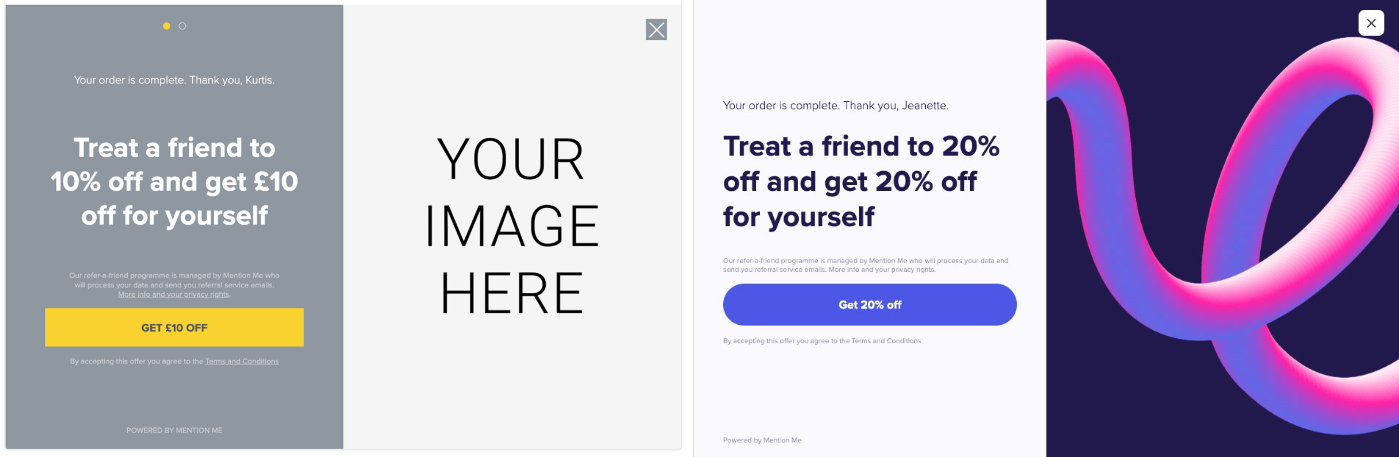 Your order is complete. Thank you, Kurtis.
Treat a friend to
10% off and get £10
off for yourself
Our refer-a-friend programme is managed by Mention Me who
will process your data and send you referral service emails.
More info and your privacy rights.
GET £10 OFF
By accepting this offer you agree to the Terms and Conditions
POWERED BY MENTION ME
YOUR
IMAGE
HERE
Your order is complete. Thank you, Jeanette.
Treat a friend to 20%
off and get 20% off
for yourself
Our refer-a-friend programme is managed by Mention Me who will process your data and
send you referral service emails. More info and your privacy rights.
Get 20% off
By accepting this offer you agree to the Terms and Conditions
Powered by Mention Me